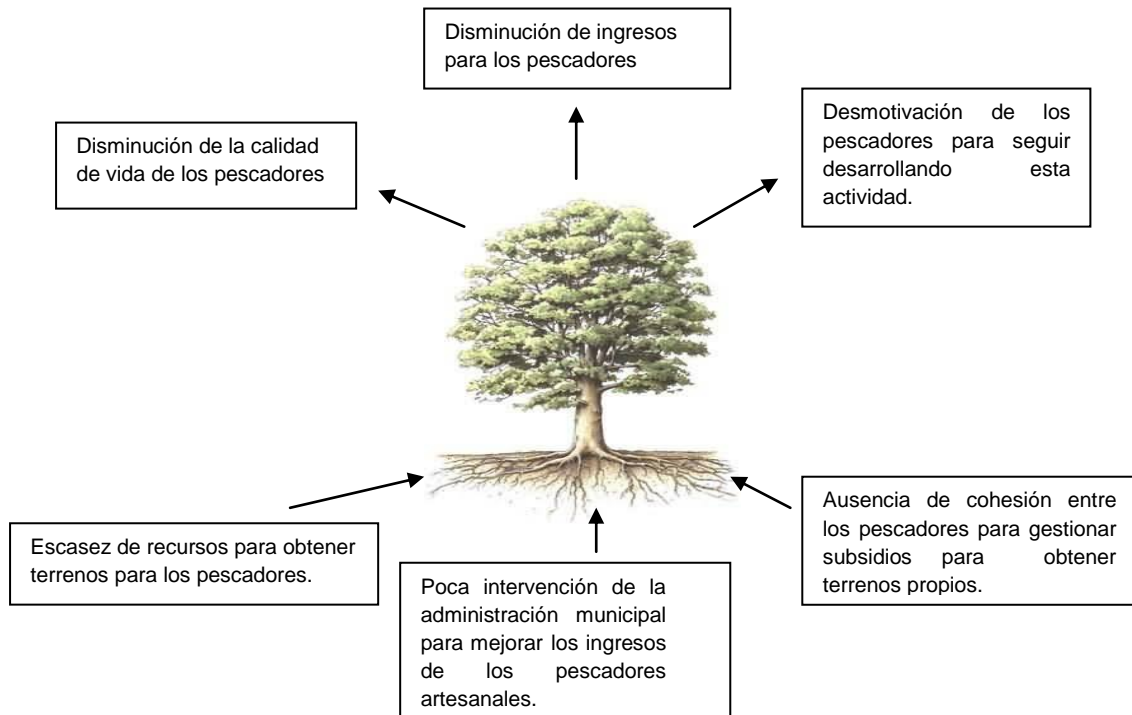 Disminución de ingresos
para los pescadores
Disminución de la calidad
de vida de los pescadores
Desmotivación de los
pescadores para seguir
desarrollando esta
actividad.
Escasez de recursos para obtener
terrenos para los pescadores.
Poca intervención de la
administración municipal
para mejorar los ingresos
de los pescadores
artesanales.
Ausencia de cohesión entre
los pescadores para gestionar
subsidios para obtener
terrenos propios.